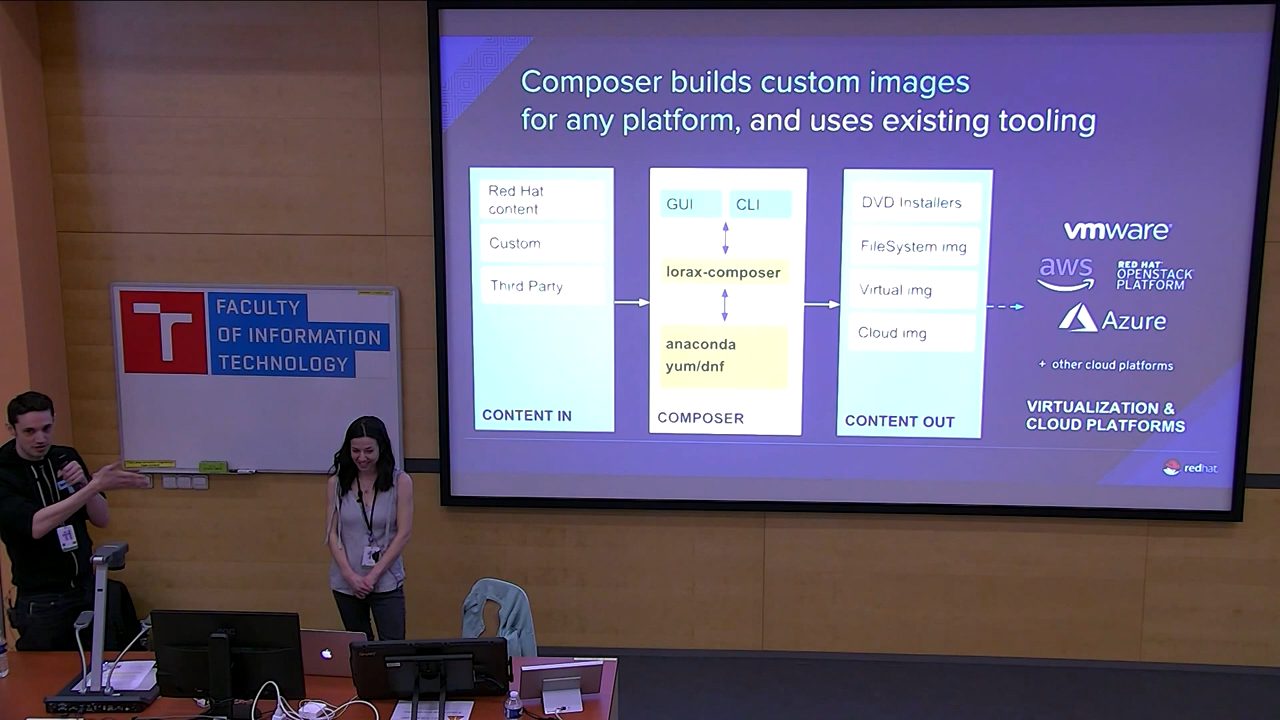 Composer builds custom images
for any platform, and uses existing tooling
Red Hat
content
Custom
Third Party
CONTENT IN
GUI
CLI
lorax-composer
anaconda
yum/dnf
COMPOSER
DVD Installers
FileSystem img
Virtual img
Cloud img
CONTENT OUT
vmware
aws
RED HAT
OPENSTACK
PLATFORM
Azure
+ other cloud platforms
VIRTUALIZATION &
CLOUD PLATFORMS
redhat
FACULTY
OF INFORMATION
TECHNOLOGY